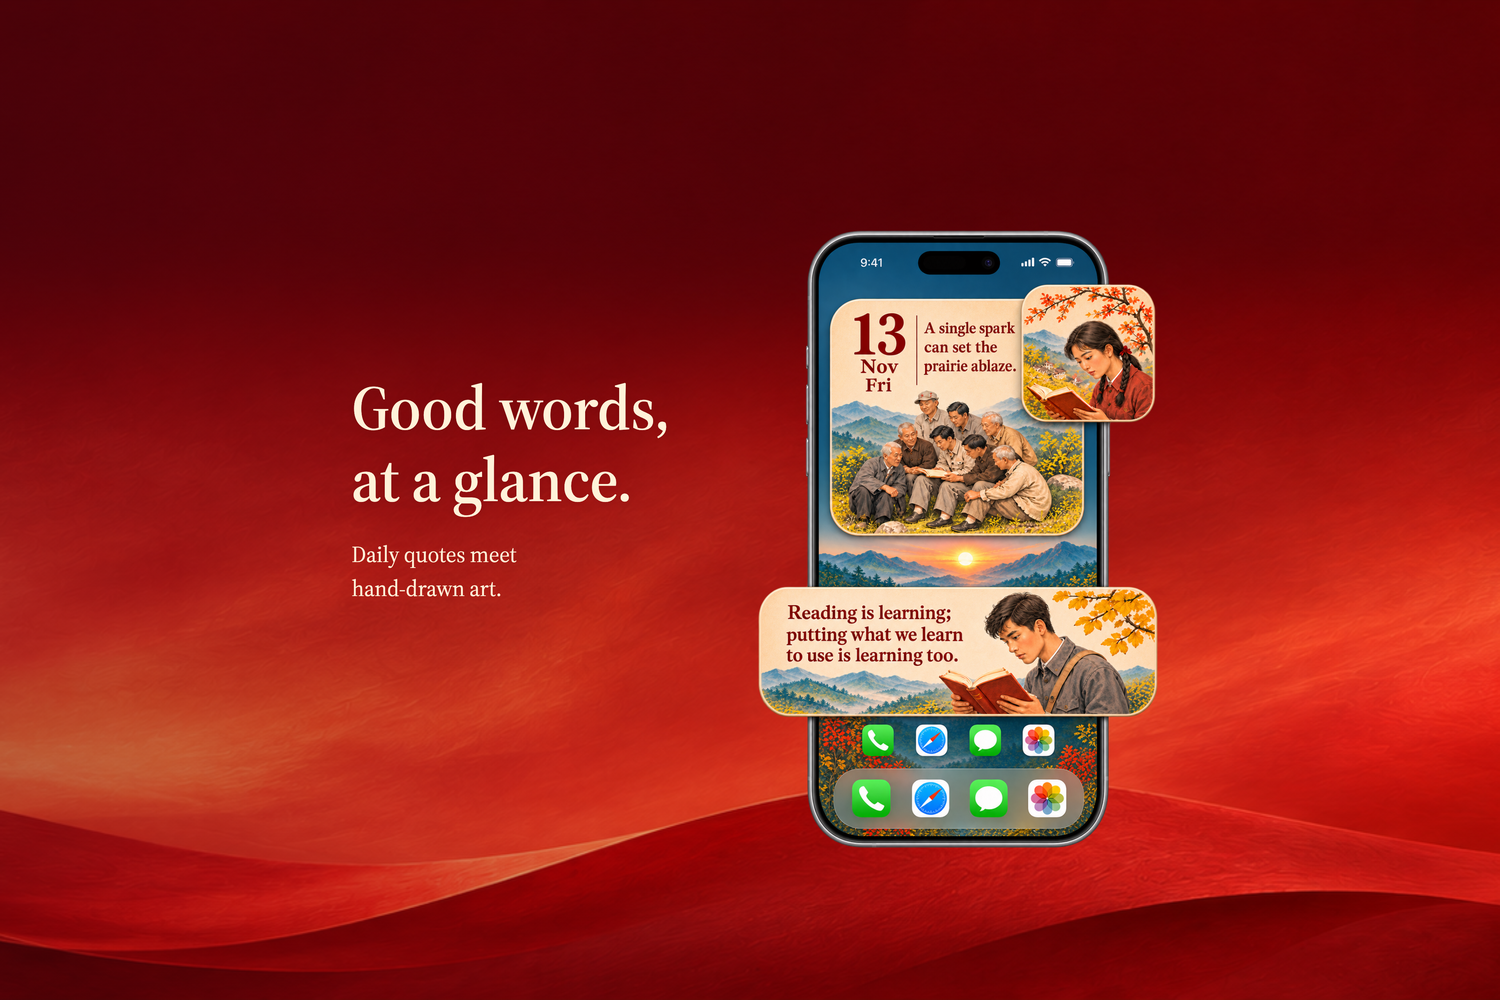 Good words,
at a glance.
Daily quotes meet
hand-drawn art.
9:41
13
Nov
Fri
A single spark
can set the
prairie ablaze.
Reading is learning;
putting what we learn
to use is learning too.